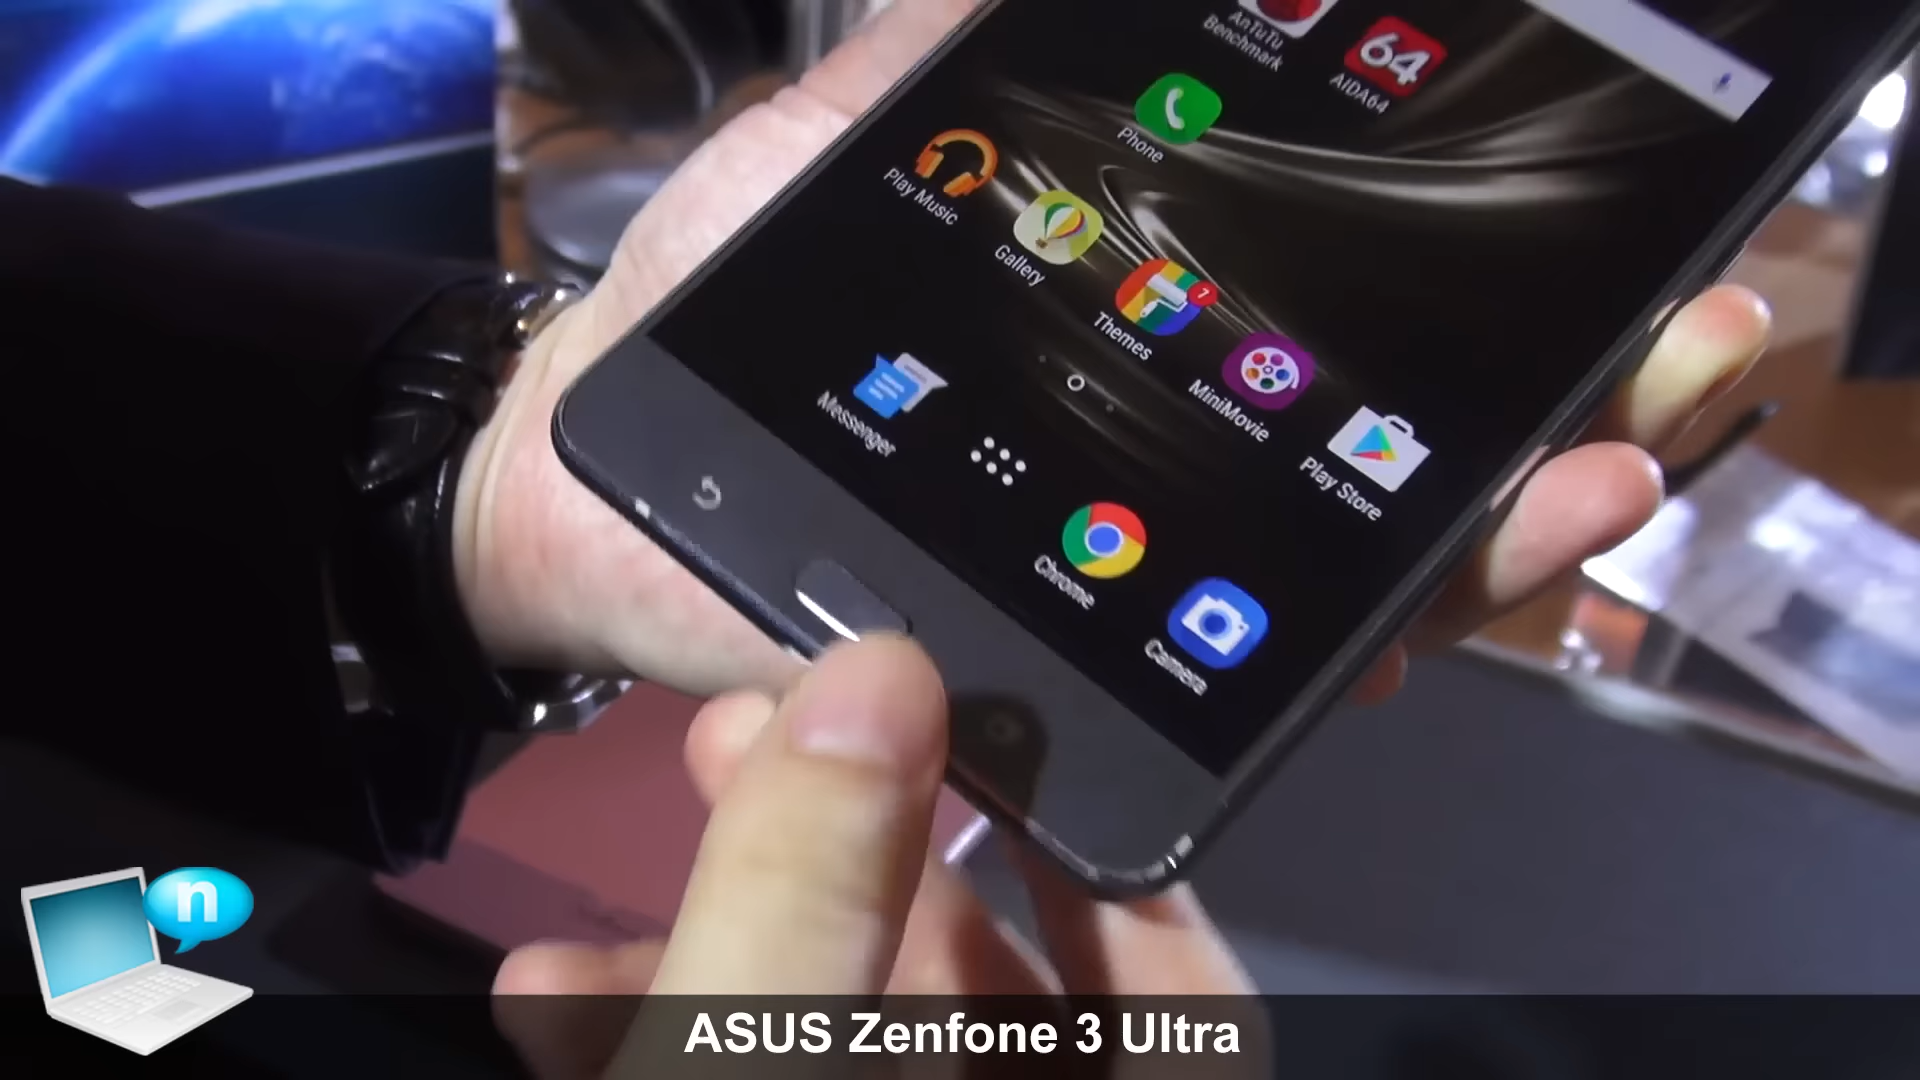 AnTuTu
Benchmark
64
AIDA64
Phone
Play Music
Gallery
7
Themes
MiniMovie
Play Store
Messenger
Chrome
Camera
n
ASUS Zenfone 3 Ultra